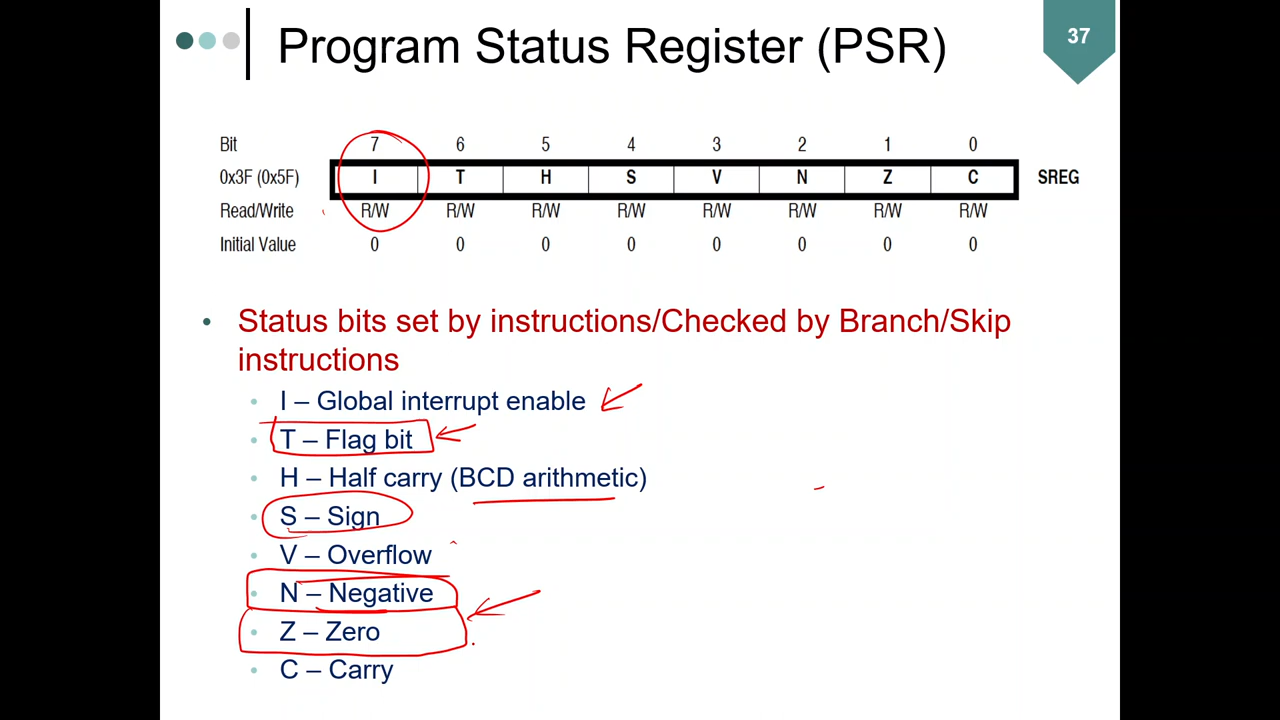 Program Status Register (PSR)
37
Bit 7 6 5 4 3 2 1 0
0x3F (0x5F) I T H S V N Z C SREG
Read/Write R/W R/W R/W R/W R/W R/W R/W R/W
Initial Value 0 0 0 0 0 0 0 0
• Status bits set by instructions/Checked by Branch/Skip
instructions
• I – Global interrupt enable
• T – Flag bit
• H – Half carry (BCD arithmetic)
• S – Sign
• V – Overflow
• N – Negative
• Z – Zero
• C – Carry